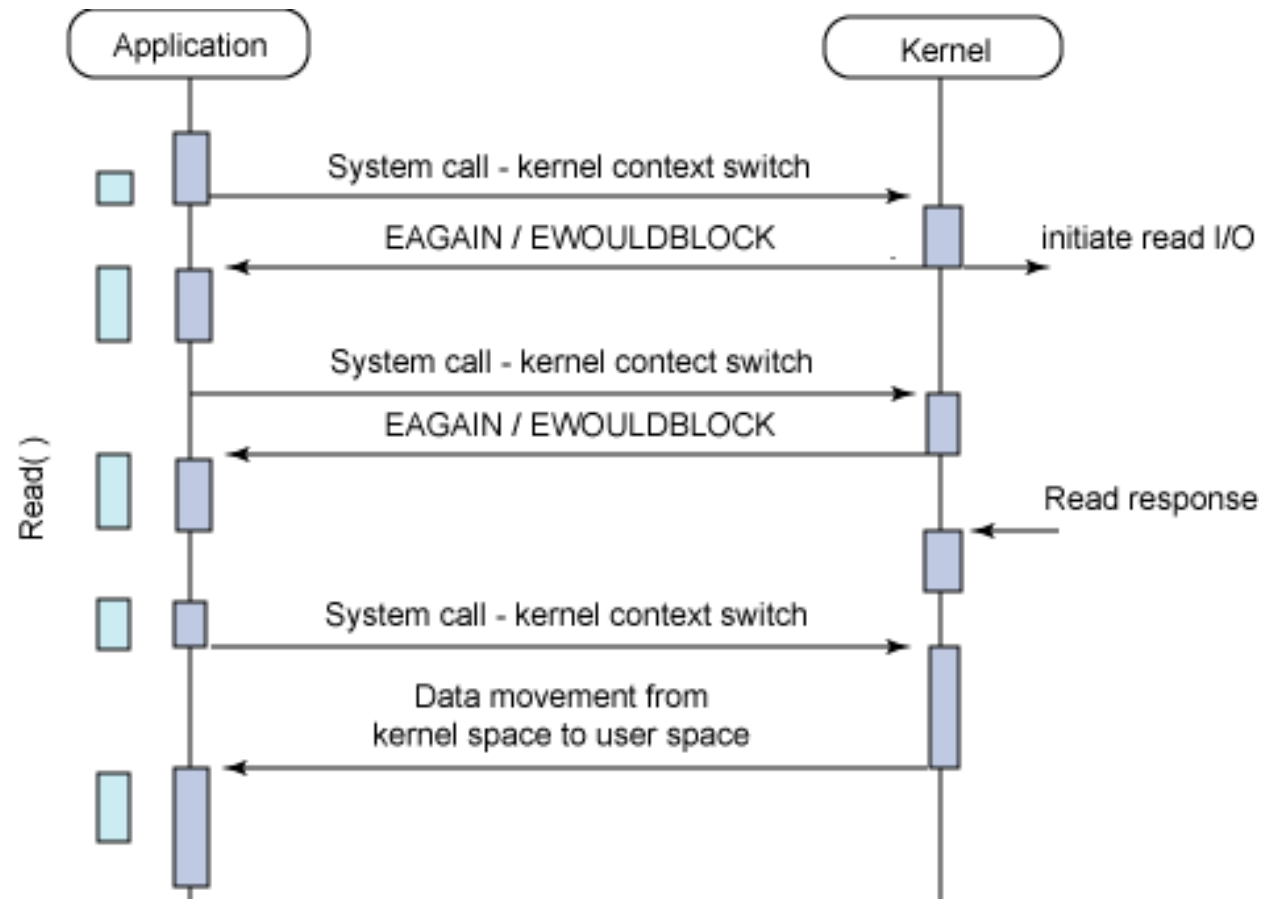 Application
Kernel
System call - kernel context switch
EAGAIN / EWOULDBLOCK
initiate read I/O
System call - kernel contect switch
EAGAIN / EWOULDBLOCK
Read( )
Read response
System call - kernel context switch
Data movement from
kernel space to user space